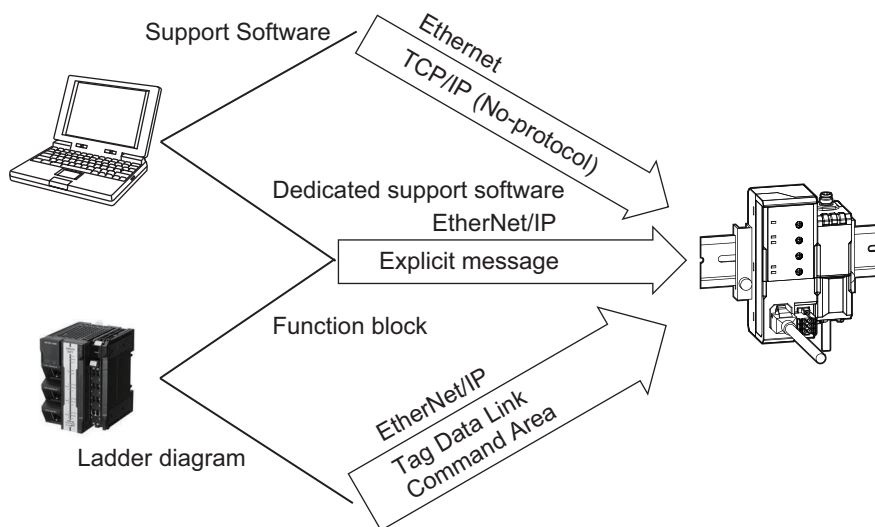 Support Software
Ethernet
TCP/IP (No-protocol)
Dedicated support software
EtherNet/IP
Explicit message
Function block
EtherNet/IP
Tag Data Link
Command Area
Ladder diagram